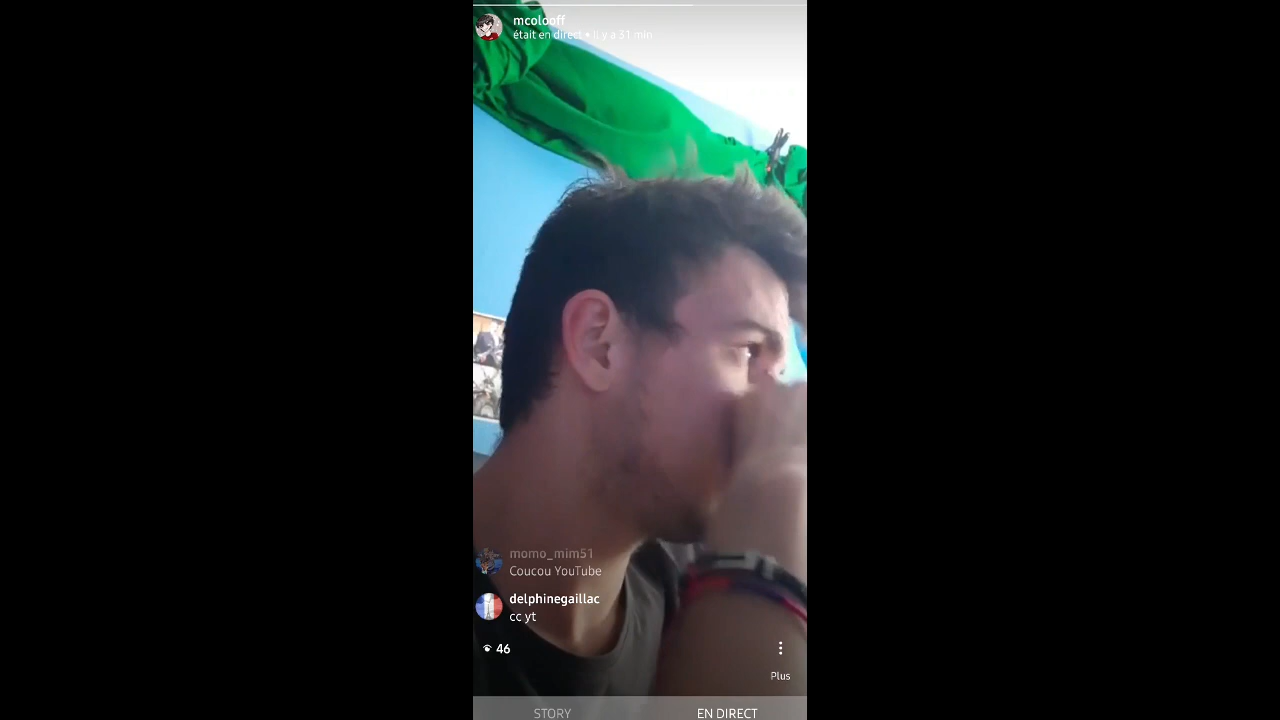 mcolooff
était en direct • Il y a 31 min
momo_mim51
Coucou YouTube
delphinegaillac
cc yt
46
Plus
STORY
EN DIRECT